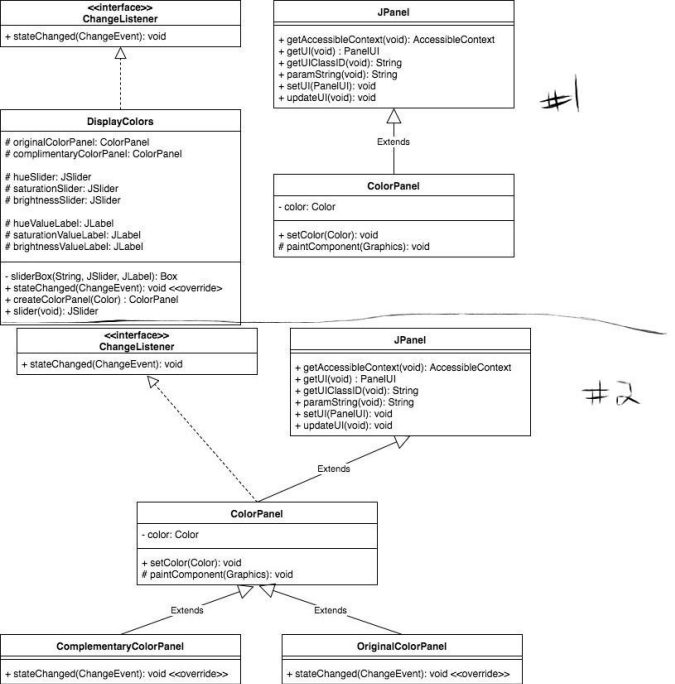 <<interface>>
ChangeListener
+ stateChanged(ChangeEvent): void
JPanel
+ getAccessibleContext(void): AccessibleContext
+ getUI(void) : PanelUI
+ getUIClassID(void): String
+ paramString(void): String
+ setUI(PanelUI): void
+ updateUI(void): void
#1
Extends
DisplayColors
# originalColorPanel: ColorPanel
# complimentaryColorPanel: ColorPanel
# hueSlider: JSlider
# saturationSlider: JSlider
# brightnessSlider: JSlider
# hueValueLabel: JLabel
# saturationValueLabel: JLabel
# brightnessValueLabel: JLabel
- sliderBox(String, JSlider, JLabel): Box
+ stateChanged(ChangeEvent): void <<override>
+ createColorPanel(Color) : ColorPanel
+ slider(void): JSlider
ColorPanel
- color: Color
+ setColor(Color): void
# paintComponent(Graphics): void
<<interface>>
ChangeListener
+ stateChanged(ChangeEvent): void
JPanel
+ getAccessibleContext(void): AccessibleContext
+ getUI(void) : PanelUI
+ getUIClassID(void): String
+ paramString(void): String
+ setUI(PanelUI): void
+ updateUI(void): void
#2
Extends
ColorPanel
- color: Color
+ setColor(Color): void
# paintComponent(Graphics): void
Extends
Extends
ComplementaryColorPanel
+ stateChanged(ChangeEvent): void <<override>>
OriginalColorPanel
+ stateChanged(ChangeEvent): void <<override>>